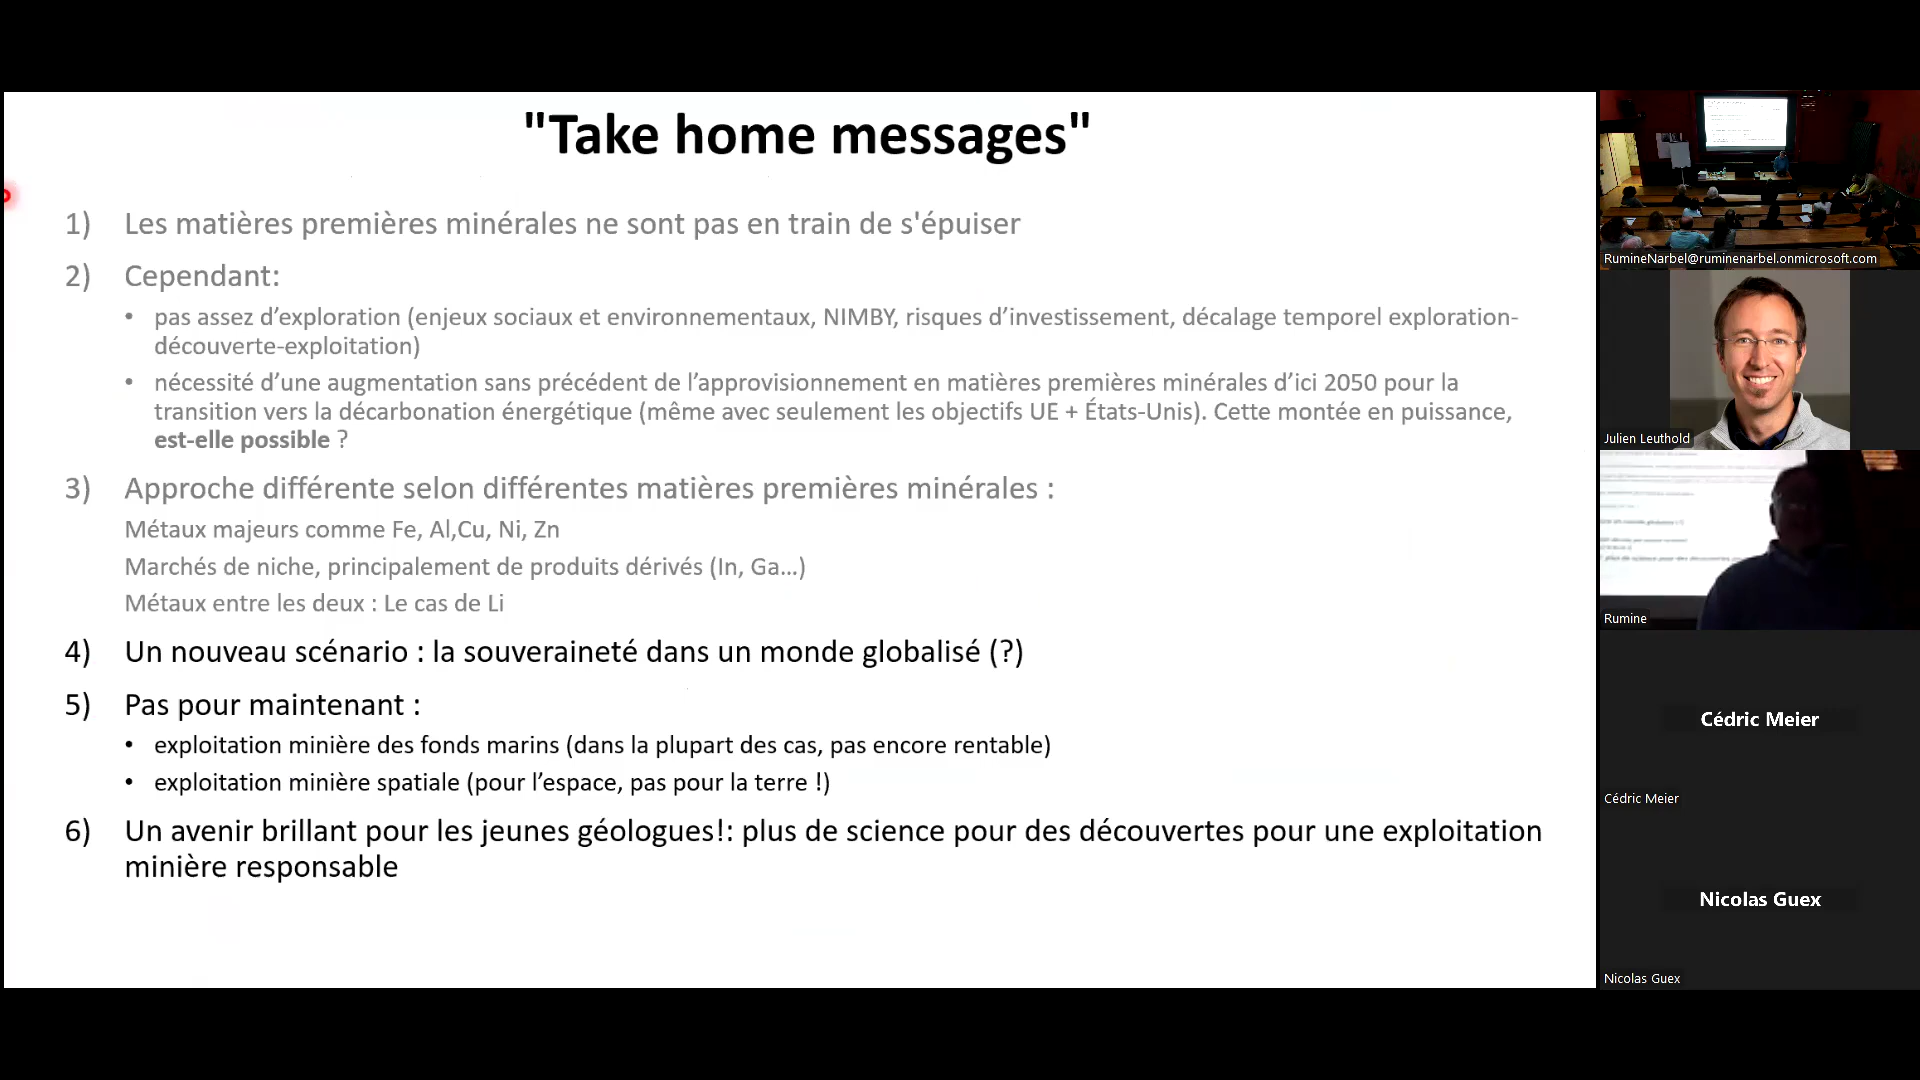 "Take home messages"
1) Les matières premières minérales ne sont pas en train de s'épuiser
2) Cependant:
• pas assez d’exploration (enjeux sociaux et environnementaux, NIMBY, risques d’investissement, décalage temporel exploration-
découverte-exploitation)
• nécessité d’une augmentation sans précédent de l’approvisionnement en matières premières minérales d’ici 2050 pour la
transition vers la décarbonation énergétique (même avec seulement les objectifs UE + États-Unis). Cette montée en puissance,
est-elle possible ?
3) Approche différente selon différentes matières premières minérales :
Métaux majeurs comme Fe, Al,Cu, Ni, Zn
Marchés de niche, principalement de produits dérivés (In, Ga...)
Métaux entre les deux : Le cas de Li
4) Un nouveau scénario : la souveraineté dans un monde globalisé (?)
5) Pas pour maintenant :
• exploitation minière des fonds marins (dans la plupart des cas, pas encore rentable)
• exploitation minière spatiale (pour l’espace, pas pour la terre !)
6) Un avenir brillant pour les jeunes géologues!: plus de science pour des découvertes pour une exploitation
minière responsable
RumineNarbel@ruminenarbel.onmicrosoft.com
Julien Leuthold
Rumine
Cédric Meier
Cédric Meier
Nicolas Guex
Nicolas Guex